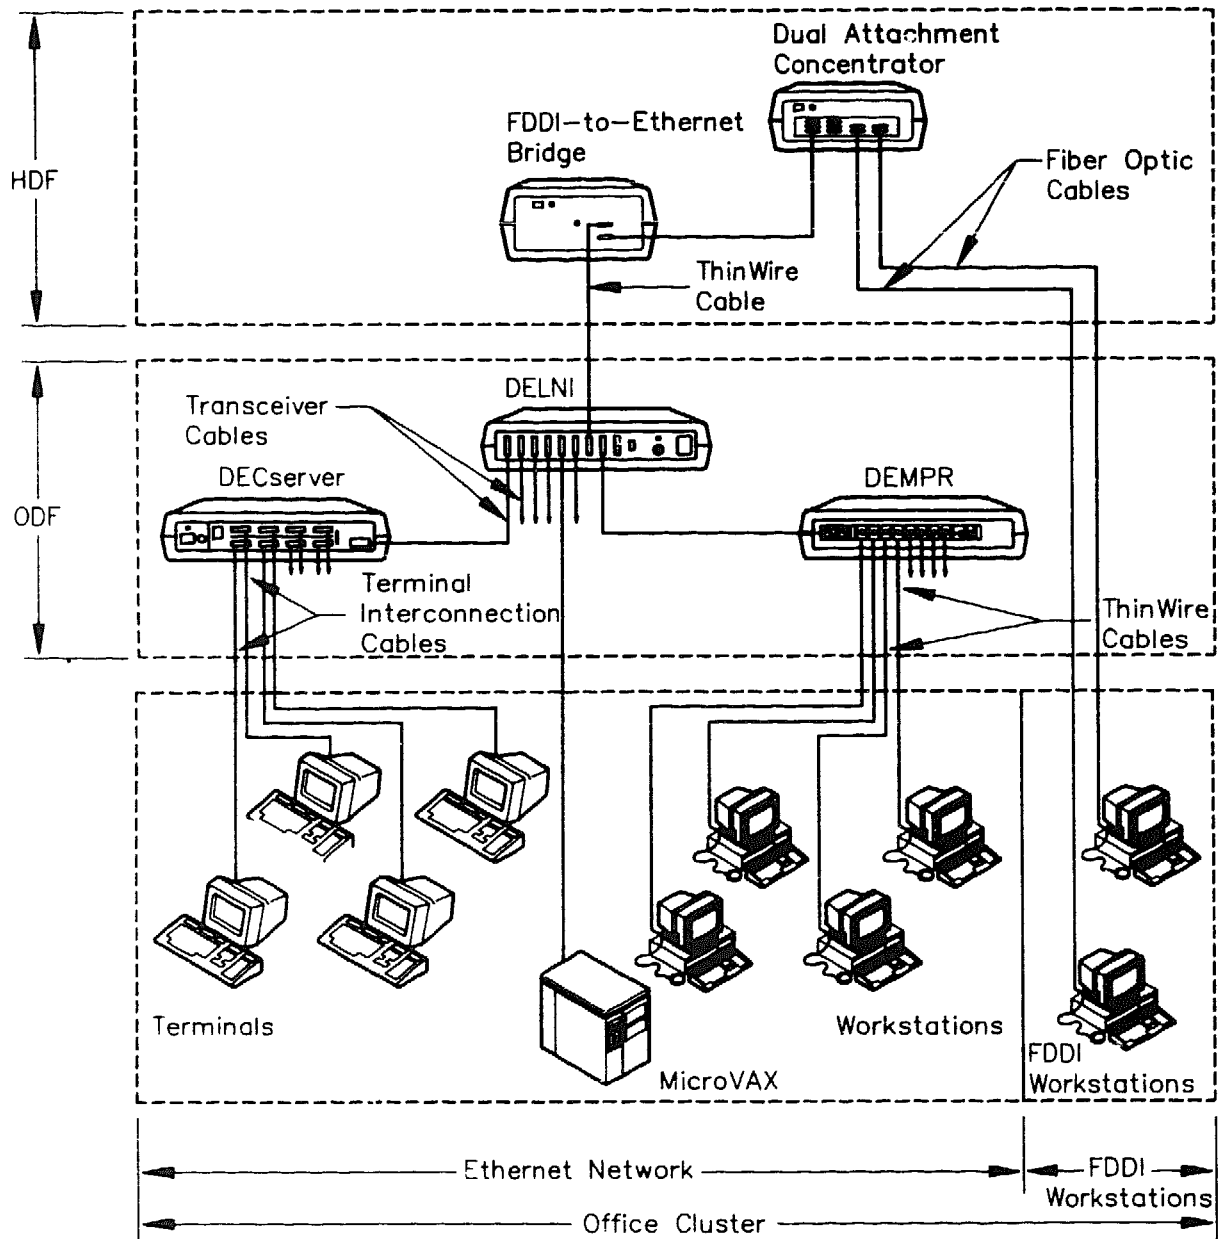 Dual Attachment
Concentrator
FDDI-to-Ethernet
Bridge
HDF
Fiber Optic
Cables
ThinWire
Cable
DELNI
Transceiver
Cables
DECserver
DEMPR
ODF
Terminal
Interconnection
Cables
ThinWire
Cables
Terminals
Workstations
MicroVAX
FDDI
Workstations
Ethernet Network
FDDI
Workstations
Office Cluster